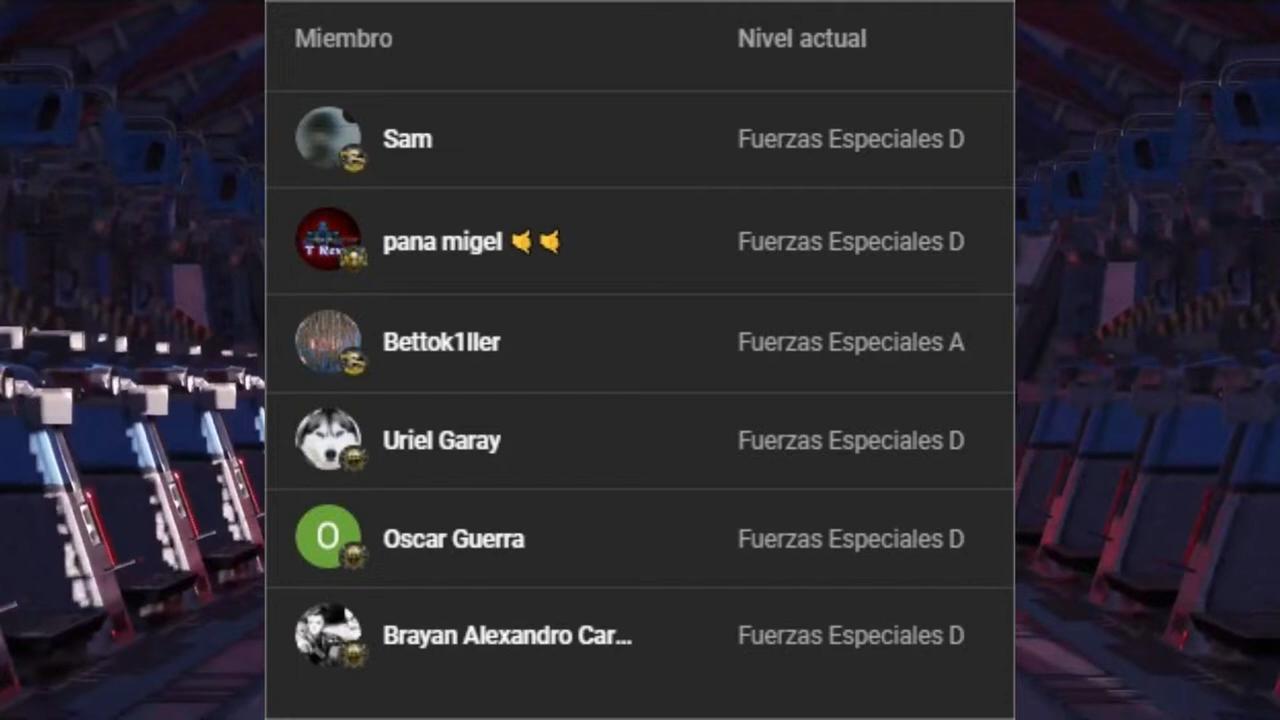 Miembro Nivel actual
Sam Fuerzas Especiales D
T Rex
pana migel 🤙🤙 Fuerzas Especiales D
Bettok1ller Fuerzas Especiales A
Uriel Garay Fuerzas Especiales D
O Oscar Guerra Fuerzas Especiales D
Brayan Alexandro Car... Fuerzas Especiales D